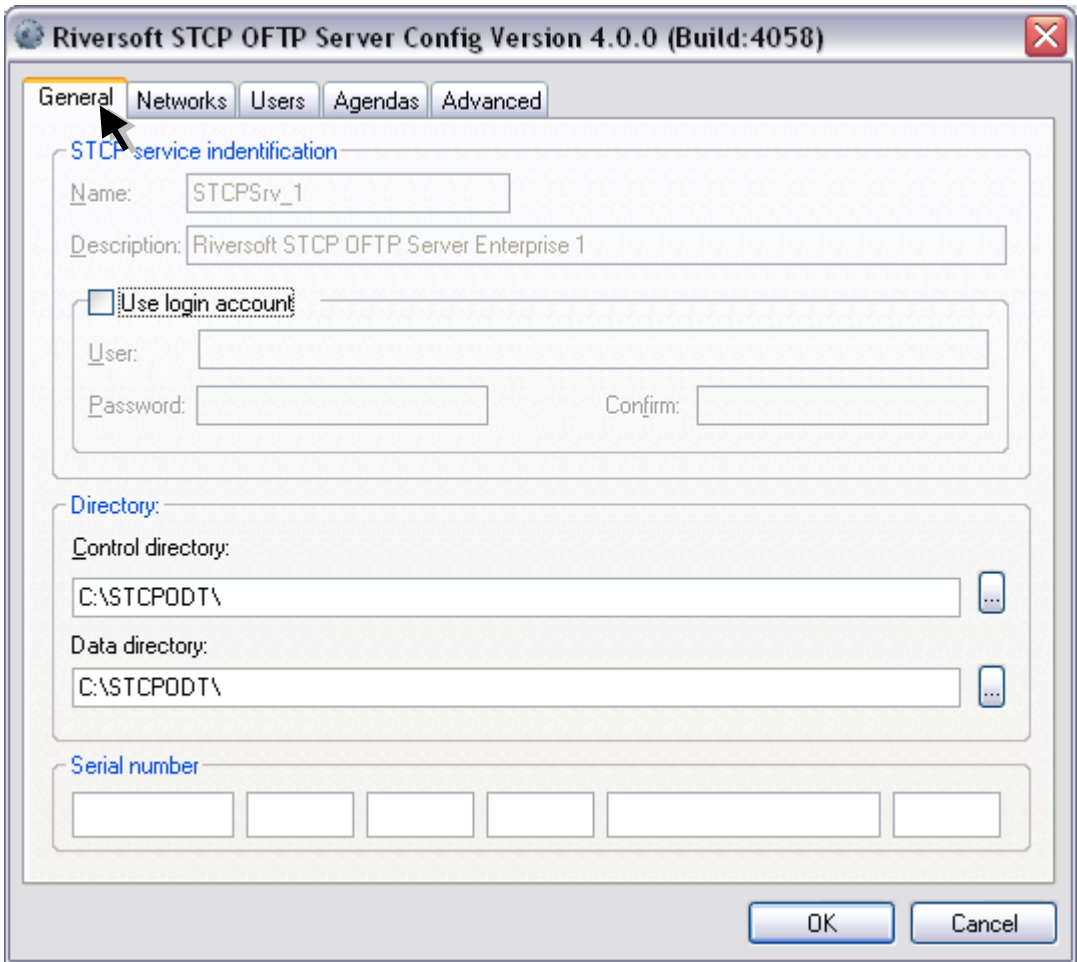 Riversoft STCP OFTP Server Config Version 4.0.0 (Build:4058)
General Networks Users Agendas Advanced
STCP service indentification
Name: STCPSrv_1
Description: Riversoft STCP OFTP Server Enterprise 1
Use login account
User:
Password: Confirm:
Directory:
Control directory:
C:\STCPODT\ ...
Data directory:
C:\STCPODT\ ...
Serial number
OK Cancel